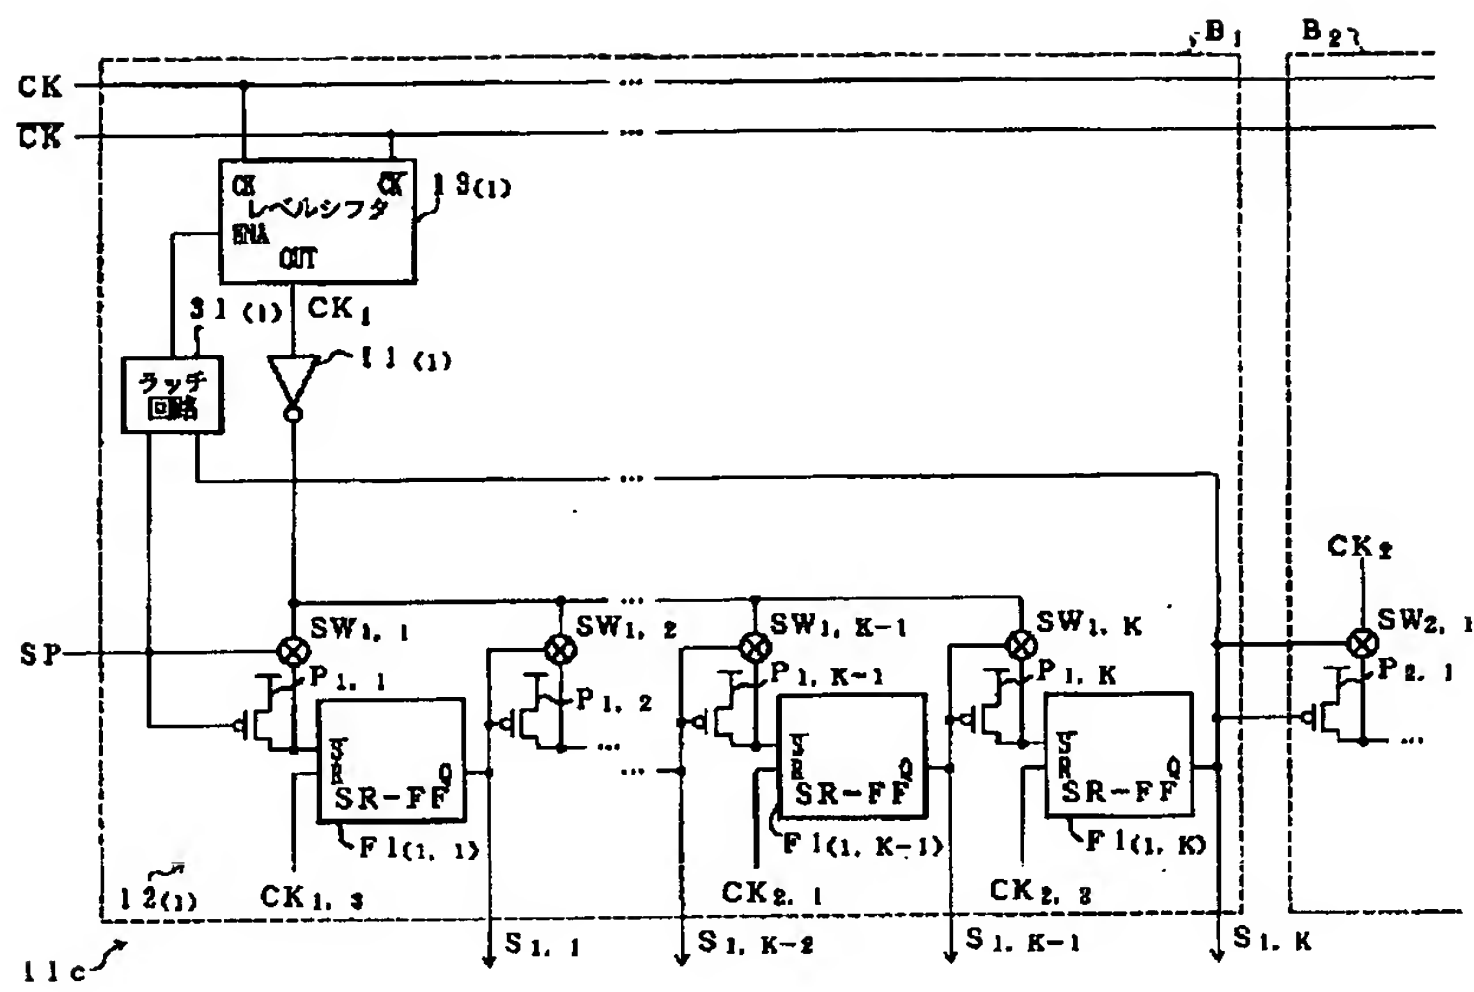 B1
B2
CK
CK
CK CK
レベルシフタ
ENA
OUT
13(1)
31(1)
CK1
I1(1)
ラッチ
回路
CK2
SP
SW1, 1
SW1, 2
SW1, K-1
SW1, K
SW2, 1
P1, 1
P1, 2
P1, K-1
P1, K
P2, 1
S
R
Q
SR-FF
S
R
Q
SR-FF
S
R
Q
SR-FF
F1(1, 1)
F1(1, K-1)
F1(1, K)
12(1)
CK1, 3
CK2, 1
CK2, 3
S1, 1
S1, K-2
S1, K-1
S1, K
11c